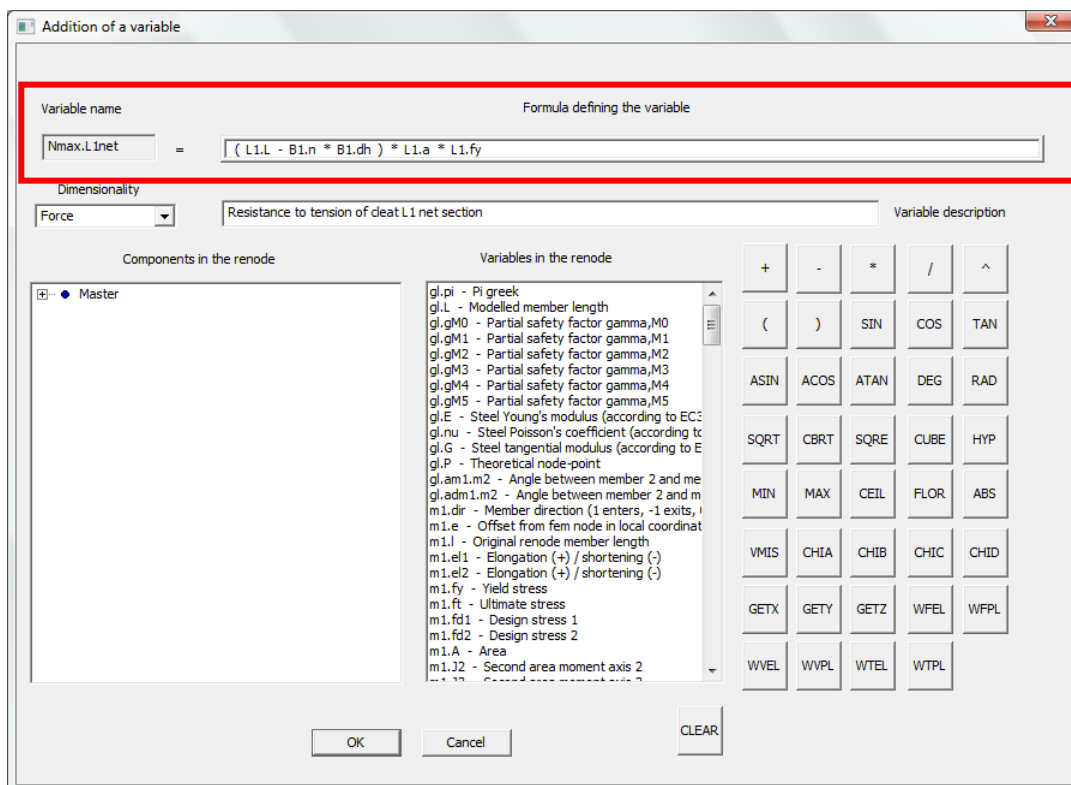 Addition of a variable
x
Variable name
Formula defining the variable
Nmax.L1net
=
( L1.L - B1.n * B1.dh ) * L1.a * L1.fy
Dimensionality
Force
Resistance to tension of cleat L1 net section
Variable description
Components in the renode
Master
Variables in the renode
gl.pi - Pi greek
gl.L - Modelled member length
gl.gM0 - Partial safety factor gamma,M0
gl.gM1 - Partial safety factor gamma,M1
gl.gM2 - Partial safety factor gamma,M2
gl.gM3 - Partial safety factor gamma,M3
gl.gM4 - Partial safety factor gamma,M4
gl.gM5 - Partial safety factor gamma,M5
gl.E - Steel Young's modulus (according to EC3
gl.nu - Steel Poisson's coefficient (according to
gl.G - Steel tangential modulus (according to E
gl.P - Theoretical node-point
gl.am1.m2 - Angle between member 2 and me
gl.adm1.m2 - Angle between member 2 and m
m1.dir - Member direction (1 enters, -1 exits,
m1.e - Offset from fem node in local coordinat
m1.l - Original renode member length
m1.el1 - Elongation (+) / shortening (-)
m1.el2 - Elongation (+) / shortening (-)
m1.fy - Yield stress
m1.ft - Ultimate stress
m1.fd1 - Design stress 1
m1.fd2 - Design stress 2
m1.A - Area
m1.J2 - Second area moment axis 2
+ - * / ^
( ) SIN COS TAN
ASIN ACOS ATAN DEG RAD
SQRT CBRT SQRE CUBE HYP
MIN MAX CEIL FLOR ABS
VMIS CHIA CHIB CHIC CHID
GETX GETY GETZ WFEL WFPL
WVEL WVPL WTEL WTPL
CLEAR
OK
Cancel